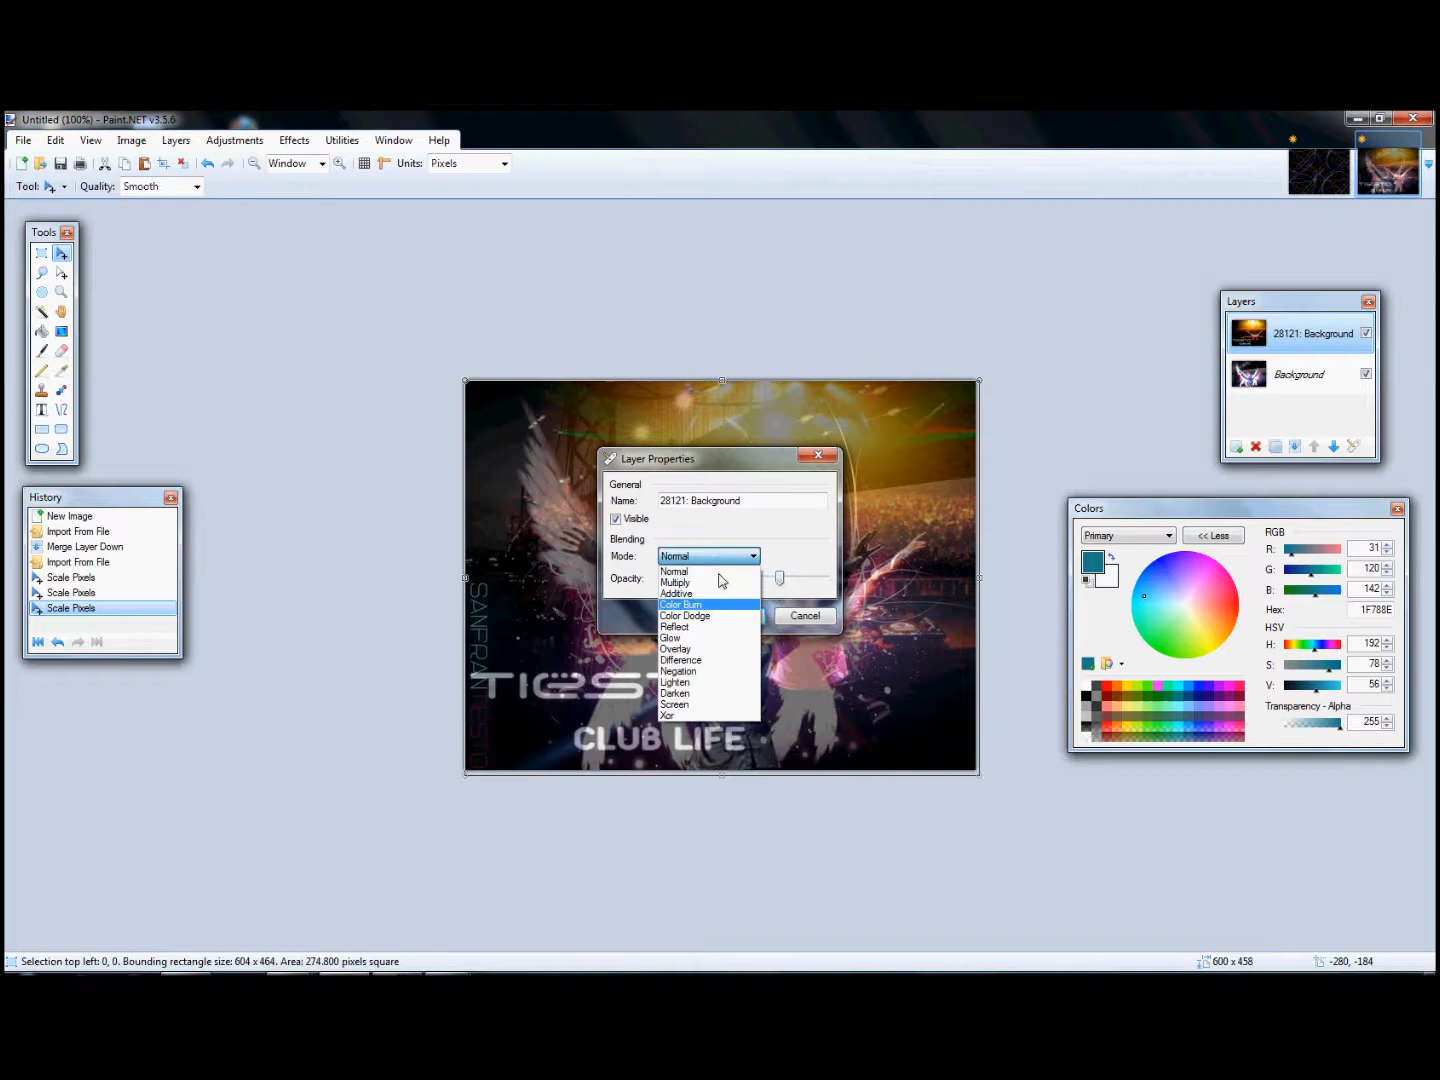 Untitled (100%) - Paint.NET v3.5.6
File Edit View Image Layers Adjustments Effects Utilities Window Help
Window Units: Pixels
Tool: Quality: Smooth
Tools
Layers
28121: Background
Background
Layer Properties
General
Name: 28121: Background
Visible
Blending
Mode: Normal
Opacity:
Normal
Multiply
Additive
Color Burn
Color Dodge
Reflect
Glow
Overlay
Difference
Negation
Lighten
Darken
Screen
Xor
Cancel
History
New Image
Import From File
Merge Layer Down
Import From File
Scale Pixels
Scale Pixels
Scale Pixels
Colors
Primary << Less
RGB
R: 31
G: 120
B: 142
Hex: 1F788E
HSV
H: 192
S: 78
V: 56
Transparency - Alpha
255
SANFRAN TIESTO
TIEST
CLUB LIFE
Selection top left: 0, 0. Bounding rectangle size: 604 x 464. Area: 274.800 pixels square
600 x 458
-280, -184